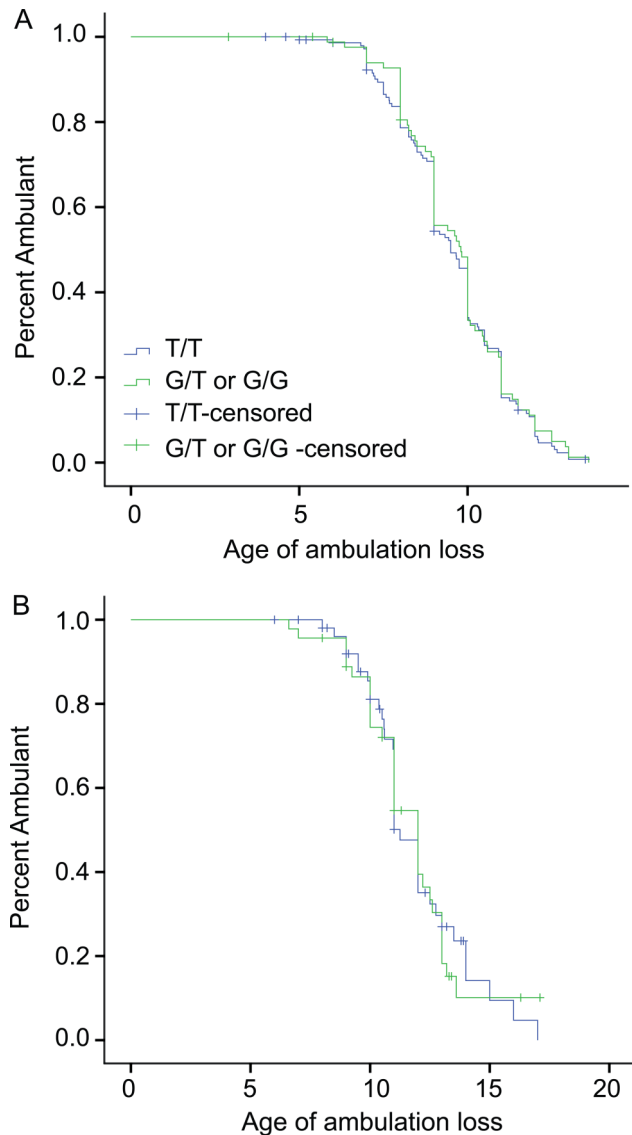 A
1.0
0.8
0.6
0.4
0.2
0.0
Percent Ambulant
T/T
G/T or G/G
T/T-censored
G/T or G/G -censored
0 5 10
Age of ambulation loss
B
1.0
0.8
0.6
0.4
0.2
0.0
Percent Ambulant
0 5 10 15 20
Age of ambulation loss